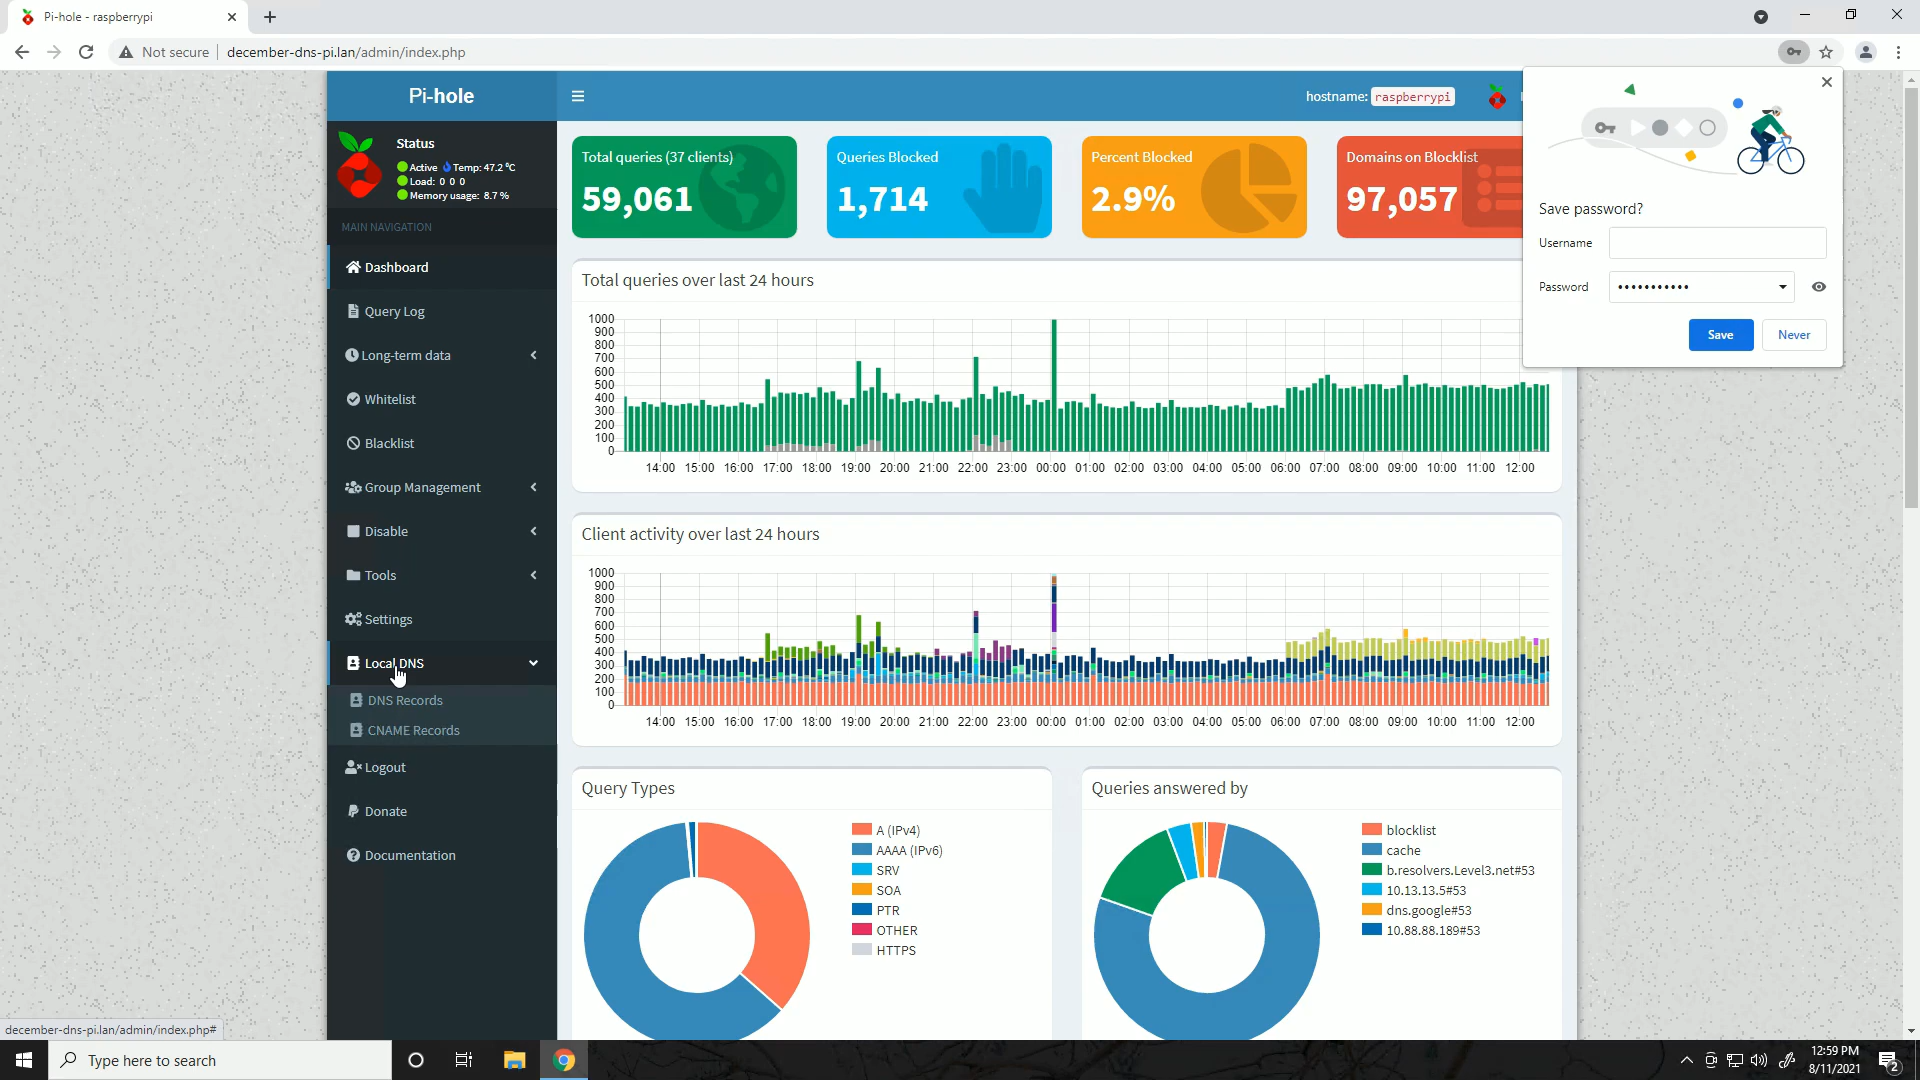 Pi-hole - raspberrypi
Not secure
december-dns-pi.lan/admin/index.php
Pi-hole
hostname: raspberrypi
Status
Active Temp: 47.2 °C
Load: 0 0 0
Memory usage: 8.7 %
MAIN NAVIGATION
Dashboard
Query Log
Long-term data
Whitelist
Blacklist
Group Management
Disable
Tools
Settings
Local DNS
DNS Records
CNAME Records
Logout
Donate
Documentation
Total queries (37 clients)
59,061
Queries Blocked
1,714
Percent Blocked
2.9%
Domains on Blocklist
97,057
Save password?
Username
Password •••••••••••
Save Never
Total queries over last 24 hours
1000
900
800
700
600
500
400
300
200
100
0
14:00 15:00 16:00 17:00 18:00 19:00 20:00 21:00 22:00 23:00 00:00 01:00 02:00 03:00 04:00 05:00 06:00 07:00 08:00 09:00 10:00 11:00 12:00
Client activity over last 24 hours
1000
900
800
700
600
500
400
300
200
100
0
14:00 15:00 16:00 17:00 18:00 19:00 20:00 21:00 22:00 23:00 00:00 01:00 02:00 03:00 04:00 05:00 06:00 07:00 08:00 09:00 10:00 11:00 12:00
Query Types
A (IPv4)
AAAA (IPv6)
SRV
SOA
PTR
OTHER
HTTPS
Queries answered by
blocklist
cache
b.resolvers.Level3.net#53
10.13.13.5#53
dns.google#53
10.88.88.189#53
december-dns-pi.lan/admin/index.php#
Type here to search
12:59 PM
8/11/2021
2